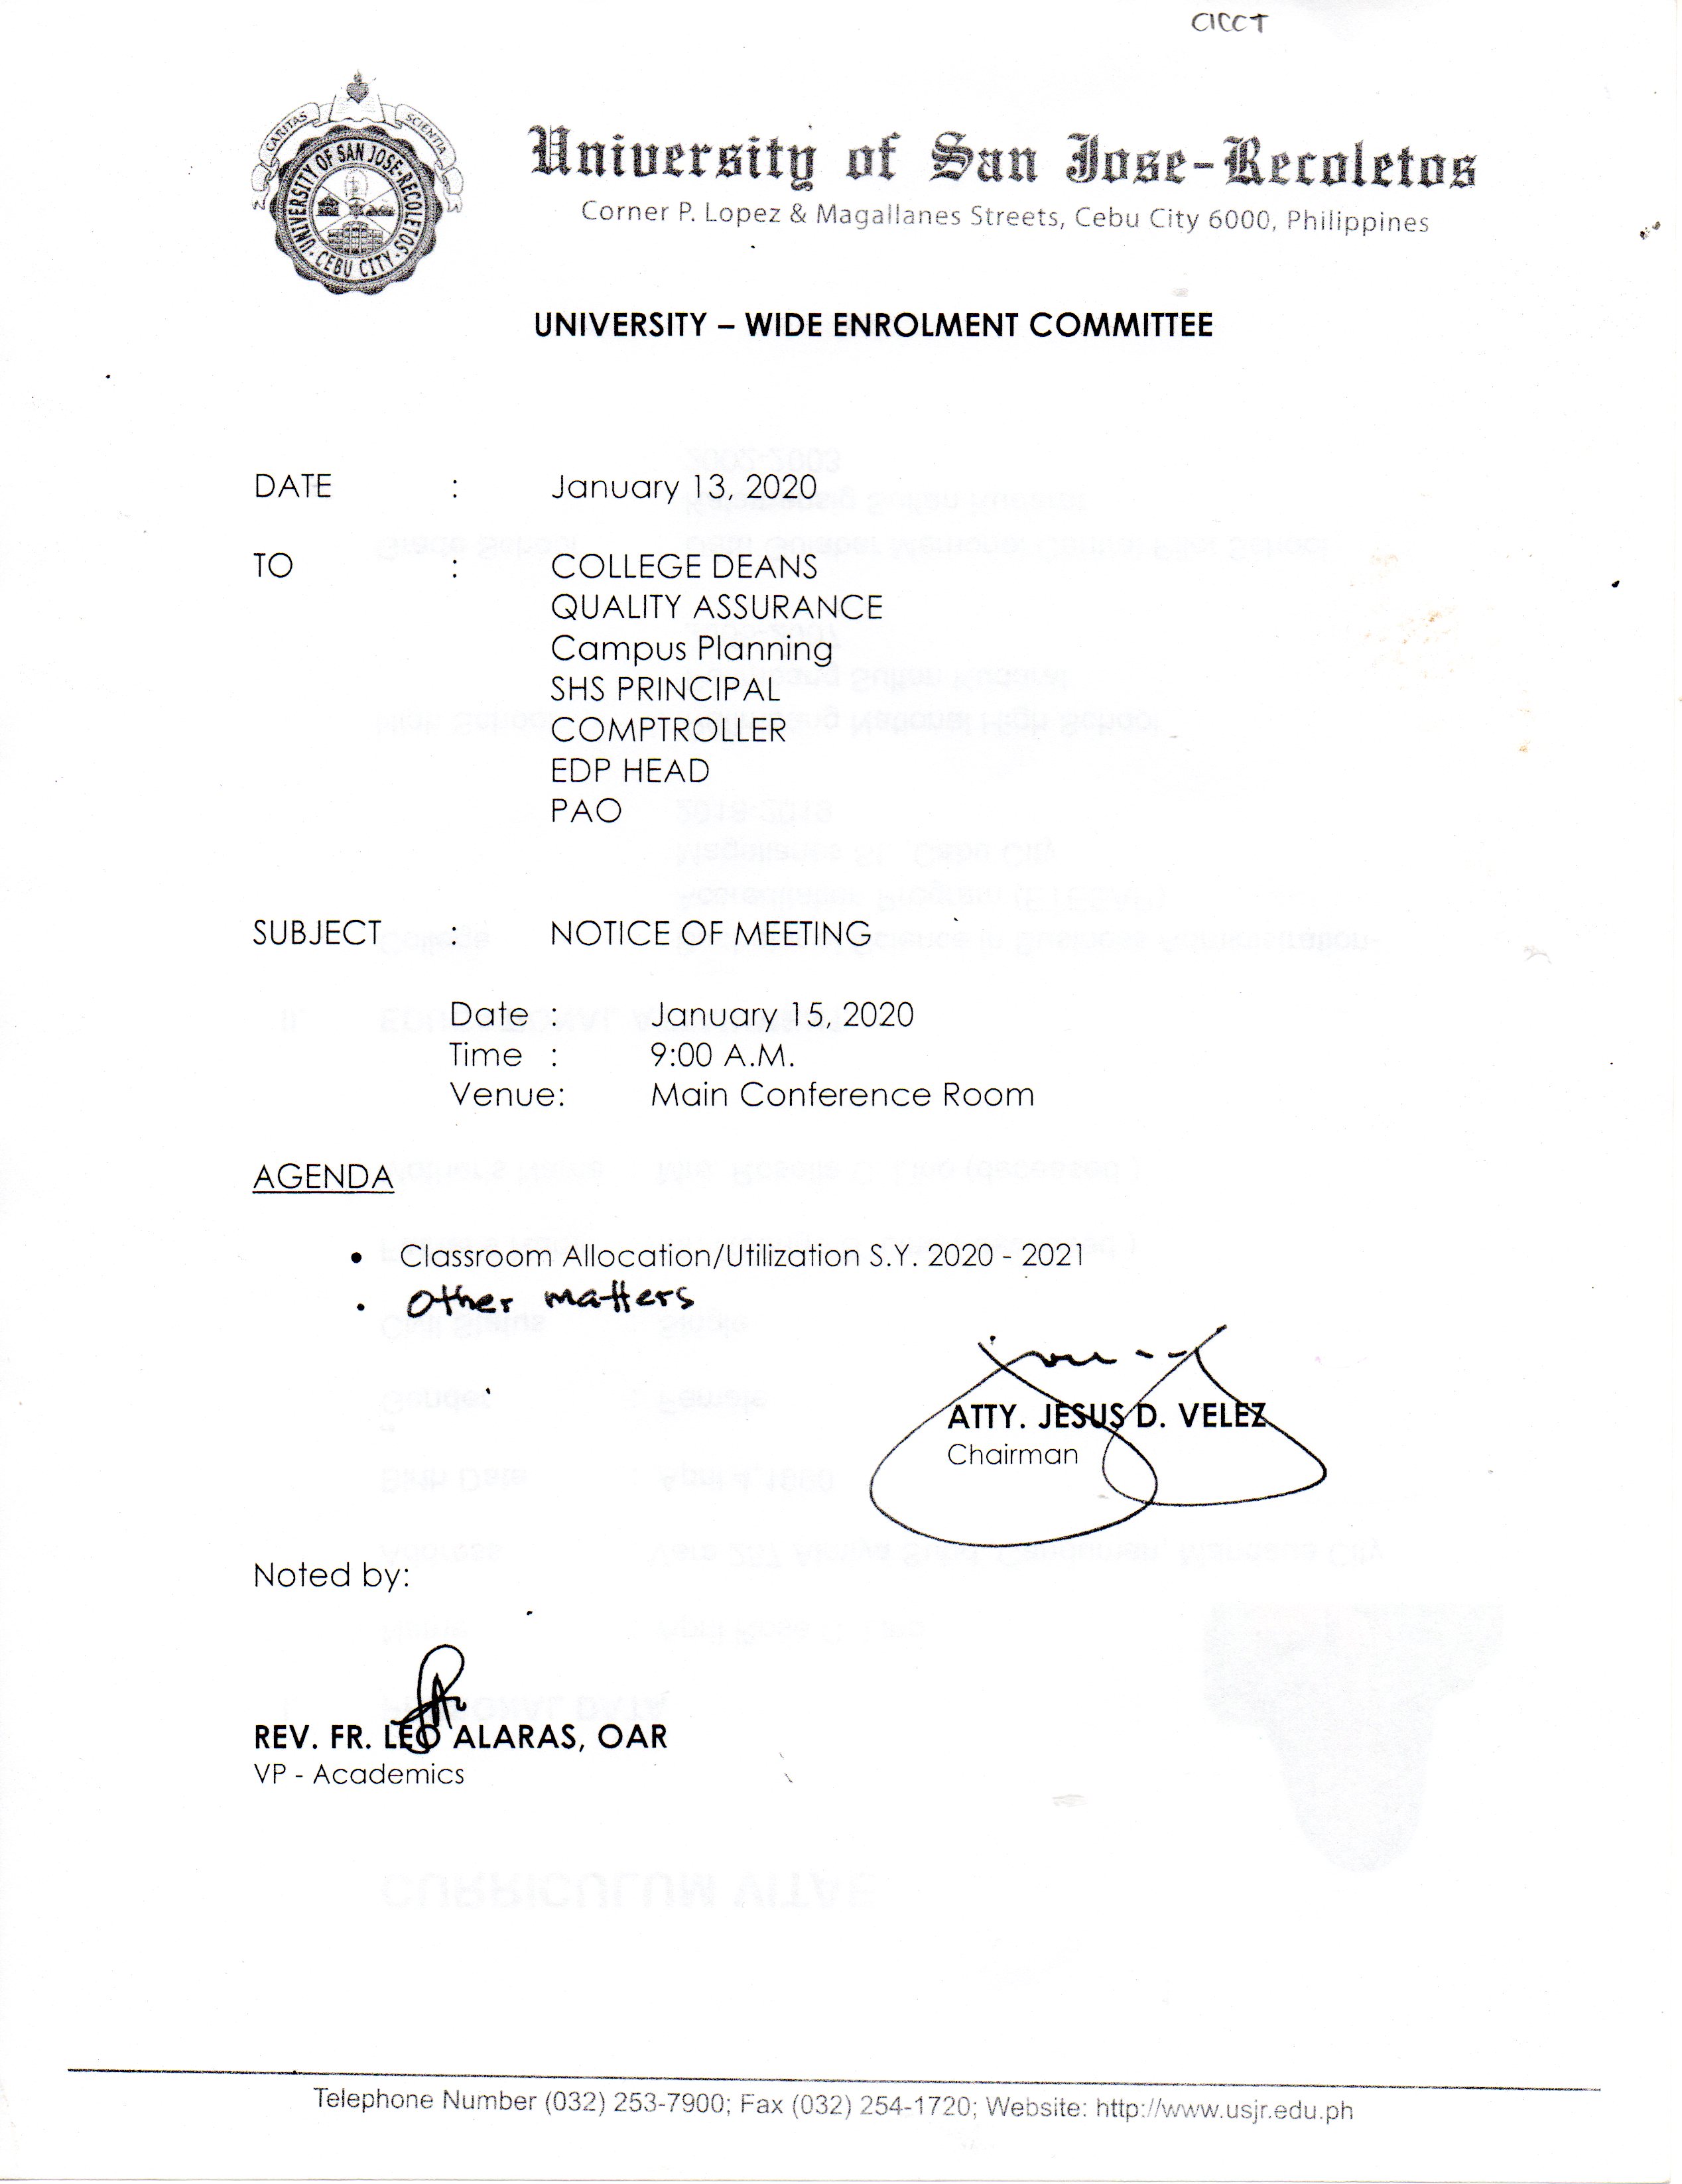 CICCT
CARITAS SCIENTIA
UNIVERSITY OF SAN JOSE-RECOLETOS
CEBU CITY
University of San Jose-Recoletos
Corner P. Lopez & Magallanes Streets, Cebu City 6000, Philippines
UNIVERSITY – WIDE ENROLMENT COMMITTEE
DATE : January 13, 2020
TO : COLLEGE DEANS
QUALITY ASSURANCE
Campus Planning
SHS PRINCIPAL
COMPTROLLER
EDP HEAD
PAO
SUBJECT : NOTICE OF MEETING
Date : January 15, 2020
Time : 9:00 A.M.
Venue: Main Conference Room
AGENDA
• Classroom Allocation/Utilization S.Y. 2020 - 2021
• Other matters
ATTY. JESUS D. VELEZ
Chairman
Noted by:
REV. FR. LEO ALARAS, OAR
VP - Academics
CURRICULUM VITAE
Telephone Number (032) 253-7900; Fax (032) 254-1720; Website: http://www.usjr.edu.ph